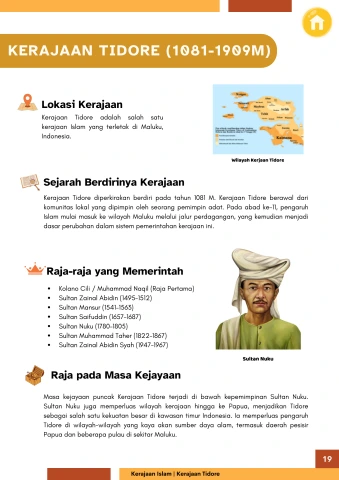 KERAJAAN TIDORE (1081-1909M)
Lokasi Kerajaan
Kerajaan Tidore adalah salah satu
kerajaan Islam yang terletak di Maluku,
Indonesia.
Wilayah Kerjaan Tidore
Sejarah Berdirinya Kerajaan
Kerajaan Tidore diperkirakan berdiri pada tahun 1081 M. Kerajaan Tidore berawal dari
komunitas lokal yang dipimpin oleh seorang pemimpin adat. Pada abad ke-11, pengaruh
Islam mulai masuk ke wilayah Maluku melalui jalur perdagangan, yang kemudian menjadi
dasar perubahan dalam sistem pemerintahan kerajaan ini.
Raja-raja yang Memerintah
• Kolano Cili / Muhammad Naqil (Raja Pertama)
• Sultan Zainal Abidin (1495-1512)
• Sultan Mansur (1541-1563)
• Sultan Saifuddin (1657-1687)
• Sultan Nuku (1780-1805)
• Sultan Muhammad Taher (1822-1867)
• Sultan Zainal Abidin Syah (1947-1967)
Sultan Nuku
Raja pada Masa Kejayaan
Masa kejayaan puncak Kerajaan Tidore terjadi di bawah kepemimpinan Sultan Nuku.
Sultan Nuku juga memperluas wilayah kerajaan hingga ke Papua, menjadikan Tidore
sebagai salah satu kekuatan besar di kawasan timur Indonesia. Ia memperluas pengaruh
Tidore di wilayah-wilayah yang kaya akan sumber daya alam, termasuk daerah pesisir
Papua dan beberapa pulau di sekitar Maluku.
19
Kerajaan Islam | Kerajaan Tidore